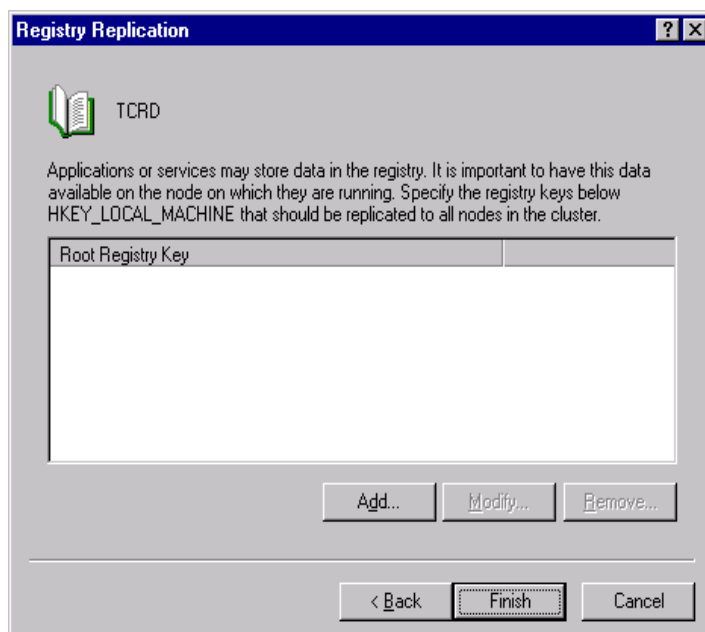 Registry Replication
TCRD
Applications or services may store data in the registry. It is important to have this data
available on the node on which they are running. Specify the registry keys below
HKEY_LOCAL_MACHINE that should be replicated to all nodes in the cluster.
Root Registry Key
Add... Modify... Remove...
< Back Finish Cancel